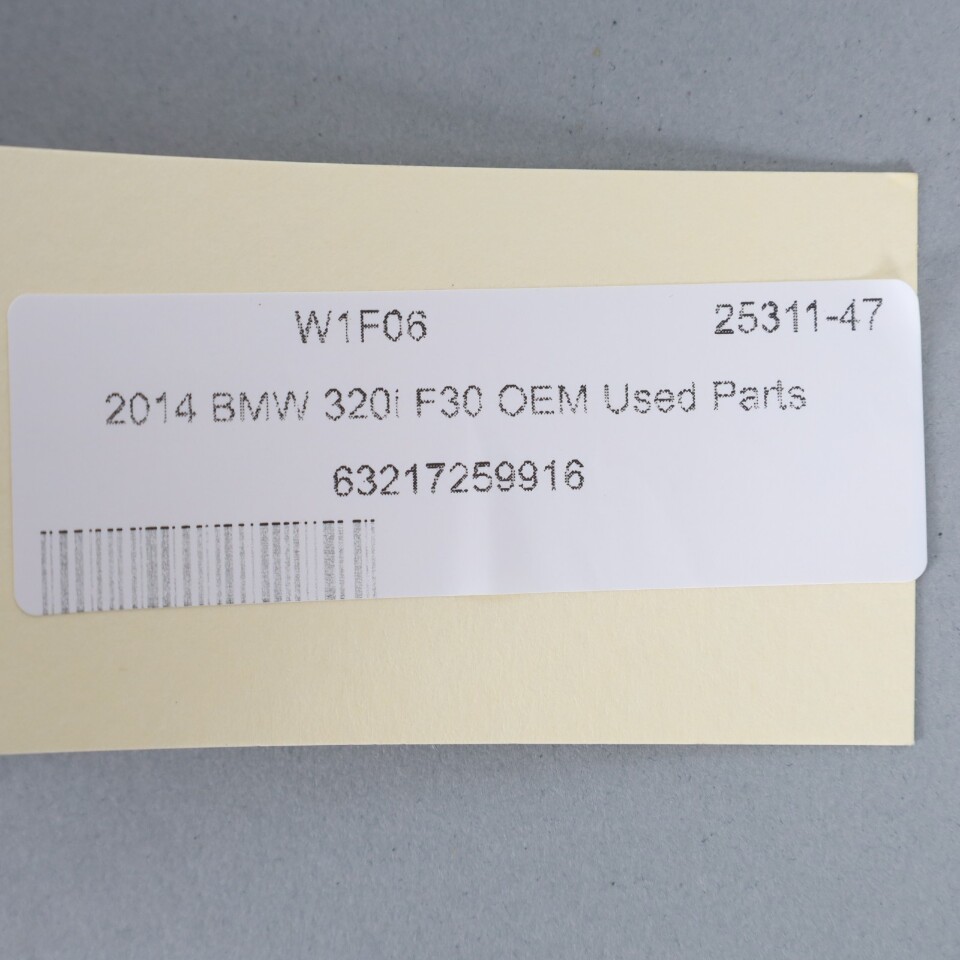 W1F06 25311-47
2014 BMW 320i F30 OEM Used Parts
63217259916